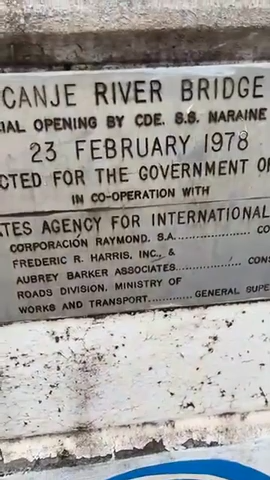 CANJE RIVER BRIDGE
IAL OPENING BY CDE. S.S. NARAINE
23 FEBRUARY 1978
CTED FOR THE GOVERNMENT O
IN CO-OPERATION WITH
ATES AGENCY FOR INTERNATIONAL
CORPORACIÓN RAYMOND, S.A.................... CO
FREDERIC R. HARRIS, INC., &
AUBREY BARKER ASSOCIATES.................. CONS
ROADS DIVISION, MINISTRY OF
WORKS AND TRANSPORT............ GENERAL SUPE